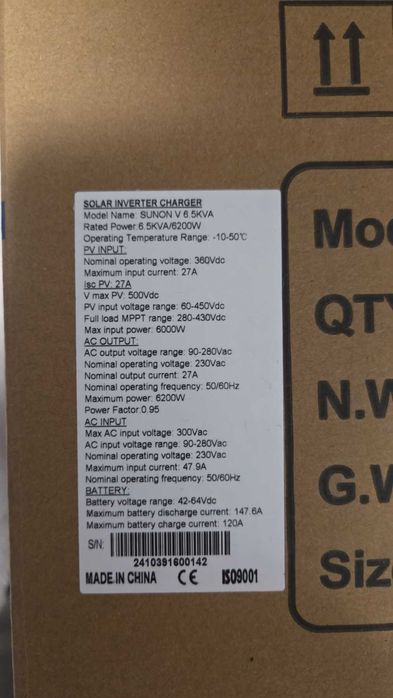 SOLAR INVERTER CHARGER
Model Name: SUNON V 6.5KVA
Rated Power:6.5KVA/6200W
Operating Temperature Range: -10-50℃
PV INPUT:
Nominal operating voltage: 360Vdc
Maximum input current: 27A
Isc PV: 27A
V max PV: 500Vdc
PV input voltage range: 60-450Vdc
Full load MPPT range: 280-430Vdc
Max input power: 6000W
AC OUTPUT:
AC output voltage range: 90-280Vac
Nominal operating voltage: 230Vac
Nominal output current: 27A
Nominal operating frequency: 50/60Hz
Maximum power: 6200W
Power Factor:0.95
AC INPUT
Max AC input voltage: 300Vac
AC input voltage range: 90-280Vac
Nominal operating voltage: 230Vac
Maximum input current: 47.9A
Nominal operating frequency: 50/60Hz
BATTERY:
Battery voltage range: 42-64Vdc
Maximum battery discharge current: 147.6A
Maximum battery charge current: 120A
S/N:
2410391600142
MADE IN CHINA CE ISO9001
Mo
QTY
N.W
G.W
Siz